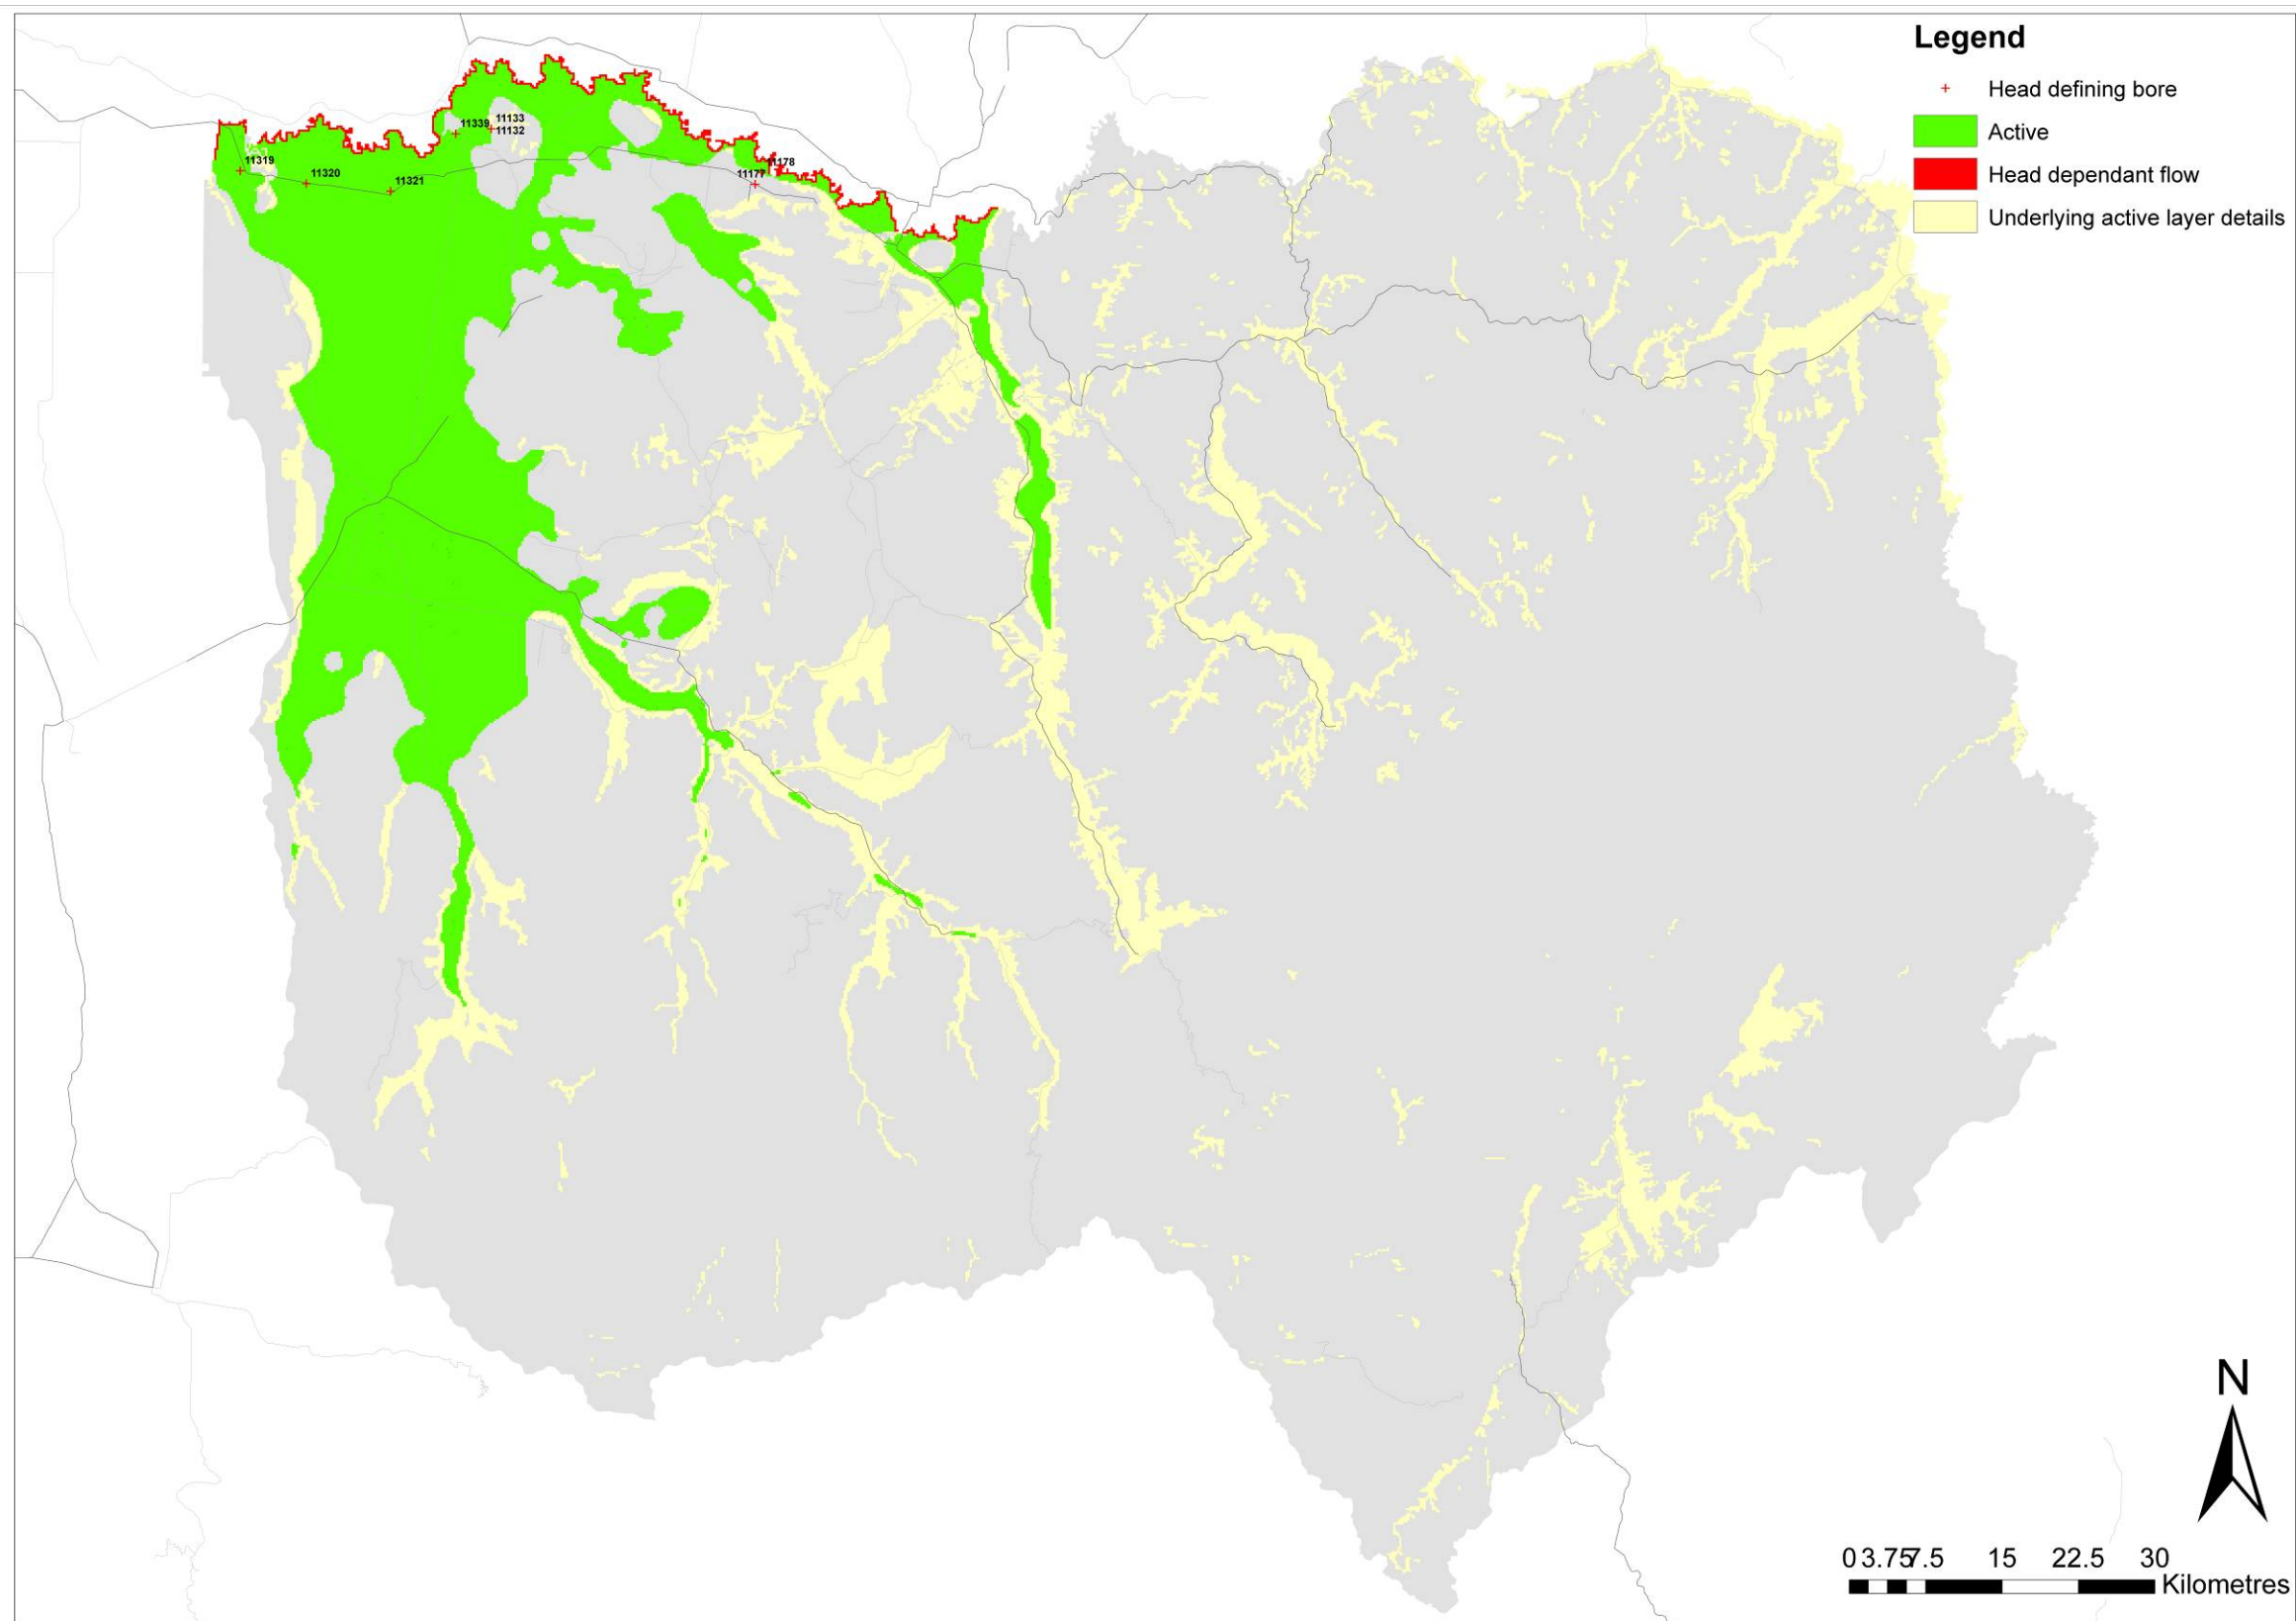 Legend
Head defining bore
Active
Head dependant flow
Underlying active layer details
11133
11339
11132
11319
11320
11321
11178
11177
N
0 3.75 7.5 15 22.5 30
Kilometres